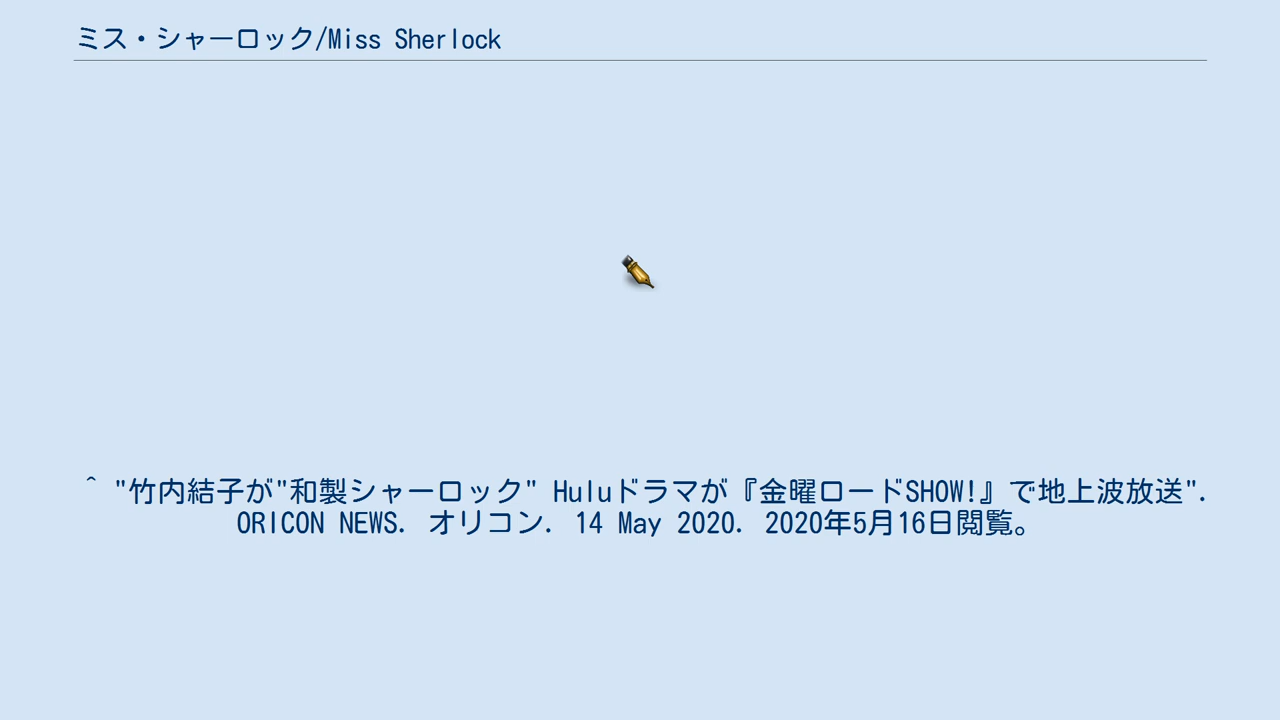 ミス・シャーロック/Miss Sherlock
^ "竹内結子が"和製シャーロック" Huluドラマが『金曜ロードSHOW!』で地上波放送".
ORICON NEWS. オリコン. 14 May 2020. 2020年5月16日閲覧。